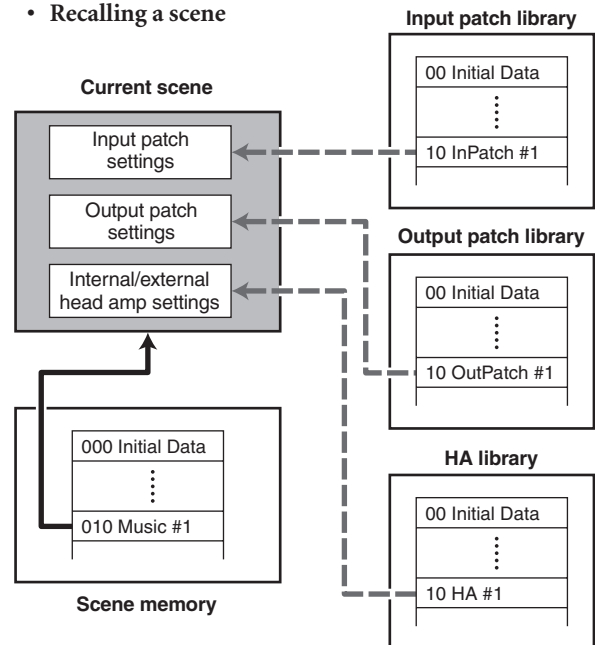 • Recalling a scene
Current scene
Input patch
settings
Output patch
settings
Internal/external
head amp settings
000 Initial Data
010 Music #1
Scene memory
Input patch library
00 Initial Data
10 InPatch #1
Output patch library
00 Initial Data
10 OutPatch #1
HA library
00 Initial Data
10 HA #1